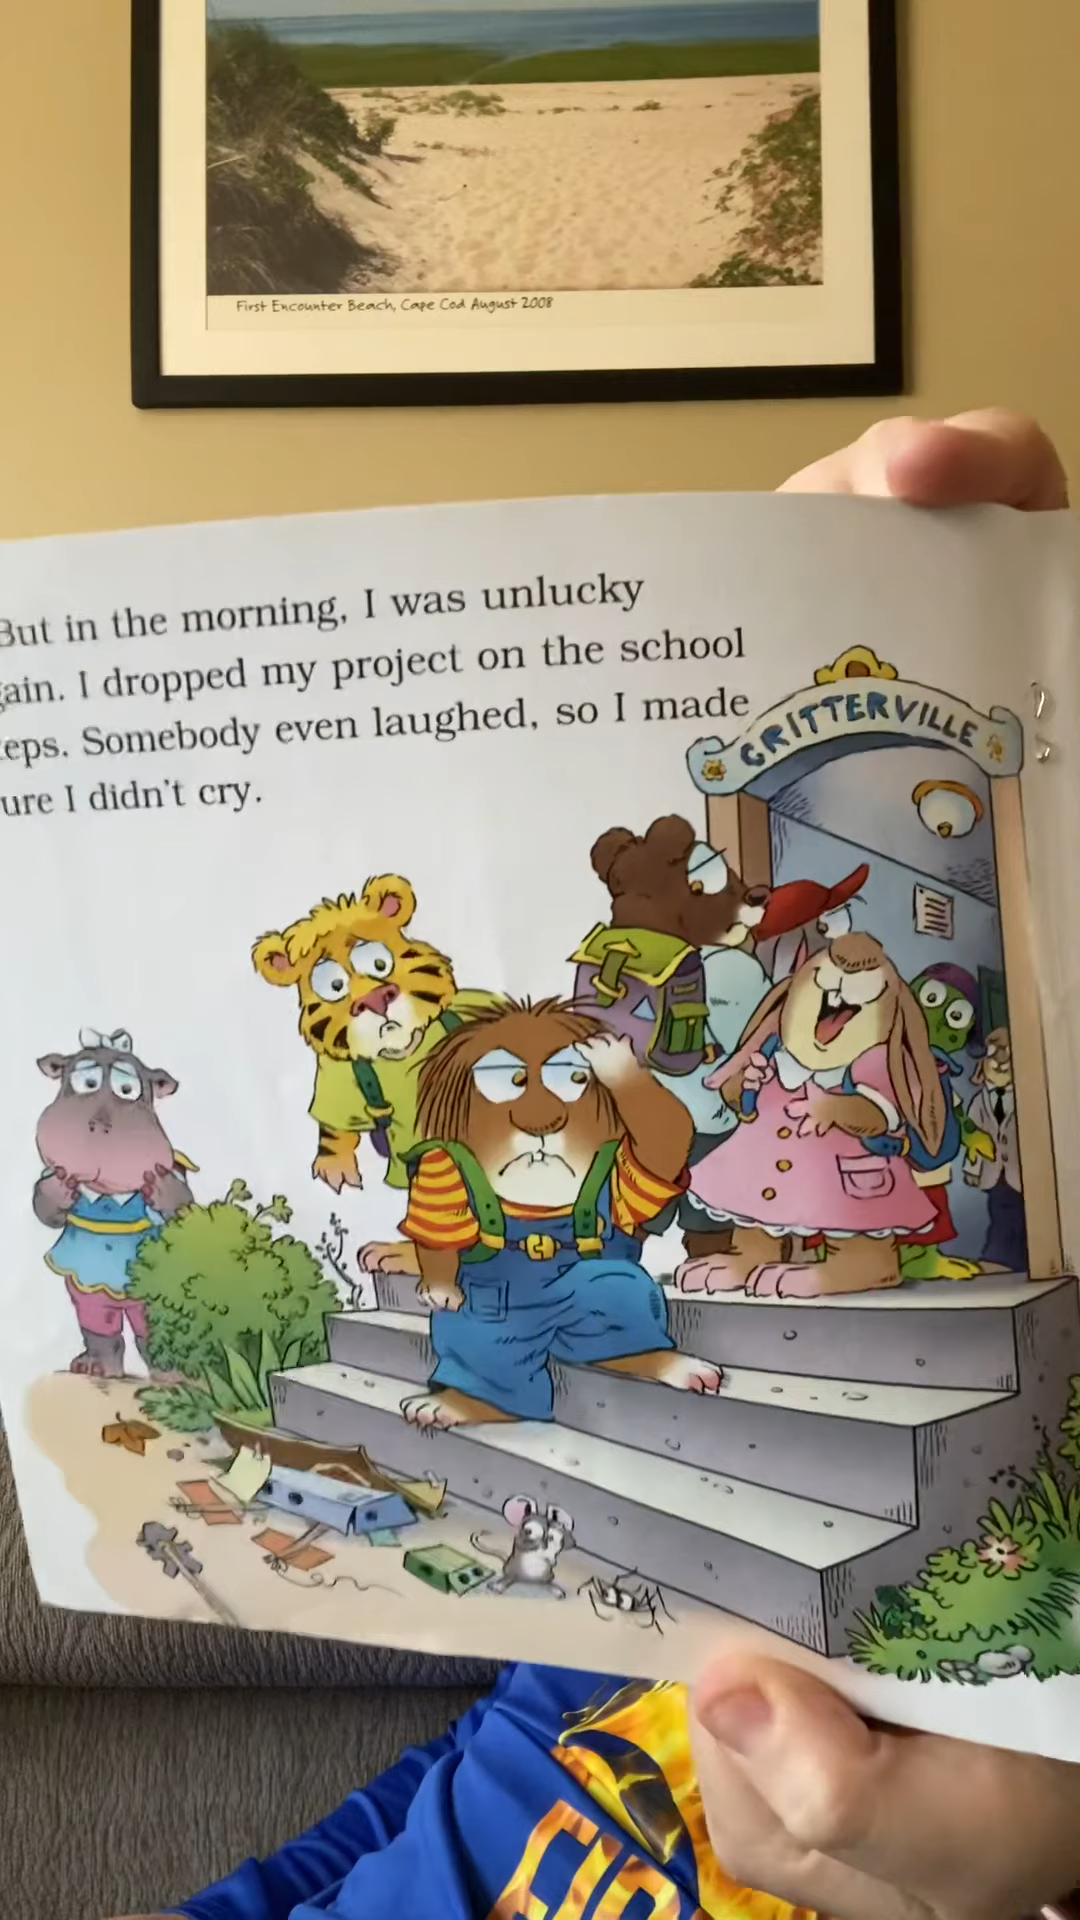 First Encounter Beach, Cape Cod August 2008
But in the morning, I was unlucky
gain. I dropped my project on the school
teps. Somebody even laughed, so I made
ure I didn't cry.
CRITTERVILLE